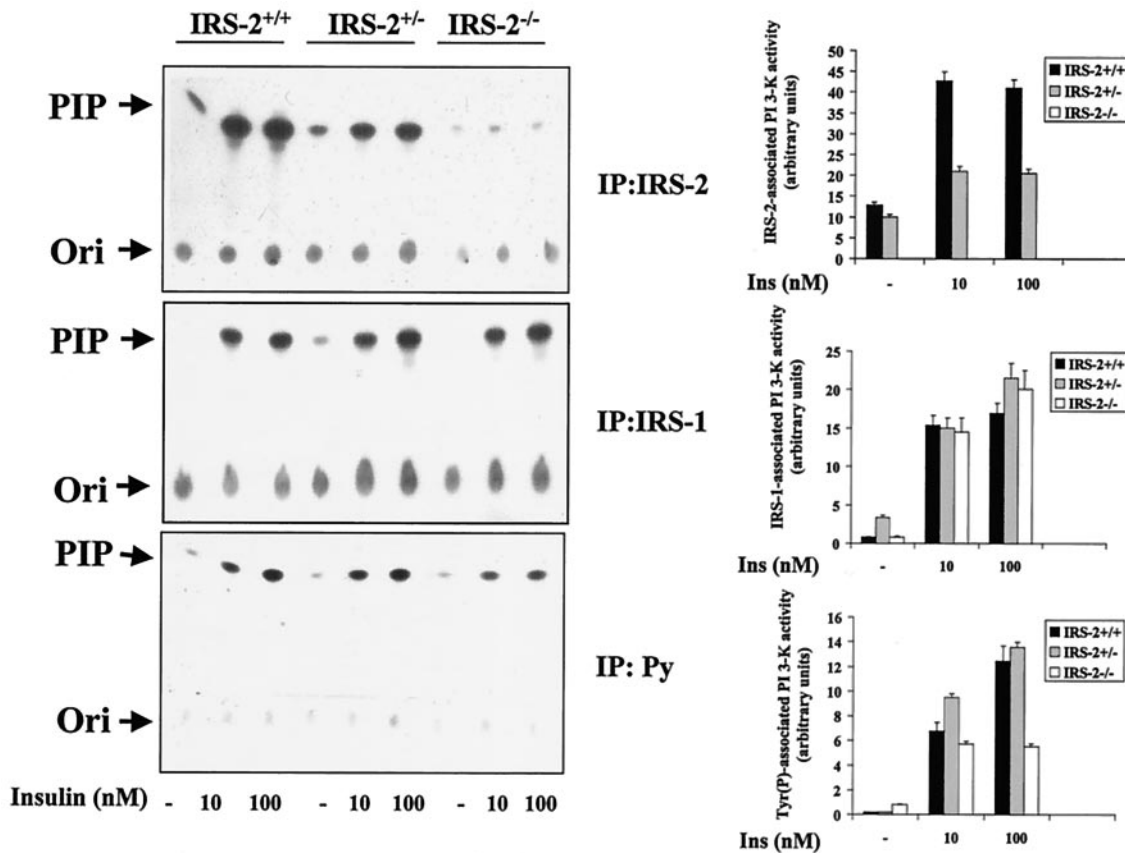 IRS-2+/+ IRS-2+/- IRS-2-/-
PIP
Ori
IP:IRS-2
PIP
Ori
IP:IRS-1
PIP
Ori
IP: Py
Insulin (nM) - 10 100 - 10 100 - 10 100
IRS-2-associated PI 3-K activity
(arbitrary units)
50
45
40
35
30
25
20
15
10
5
0
IRS-2+/+
IRS-2+/-
IRS-2-/-
Ins (nM) - 10 100
IRS-1-associated PI 3-K activity
(arbitrary units)
25
20
15
10
5
0
IRS-2+/+
IRS-2+/-
IRS-2-/-
Ins (nM) - 10 100
Tyr(P)-associated PI 3-K activity
(arbitrary units)
16
14
12
10
8
6
4
2
0
IRS-2+/+
IRS-2+/-
IRS-2-/-
Ins (nM) - 10 100